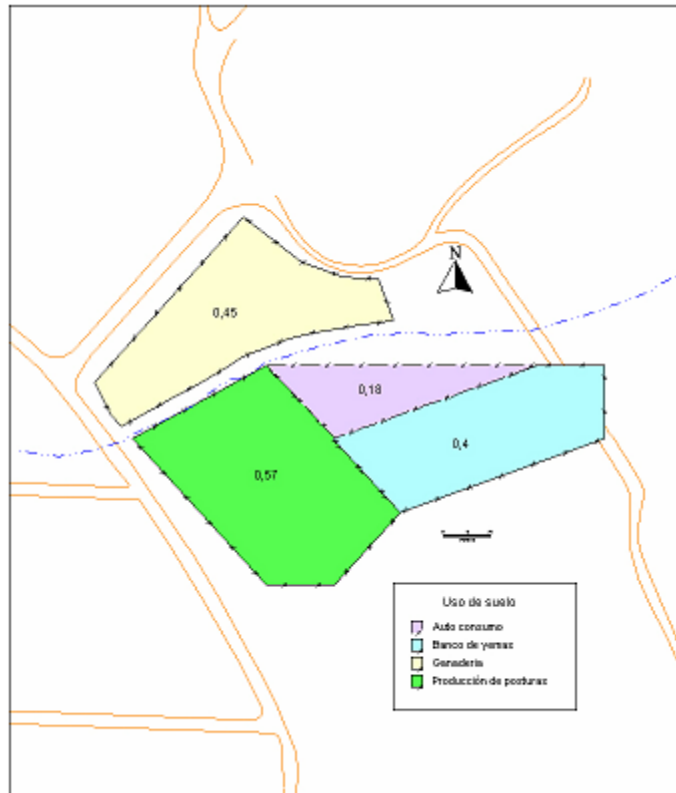 N
0,45
0,18
0,4
0,57
Uso de suelo
Auto consumo
Banco de yemas
Ganaderia
Producción de posturas